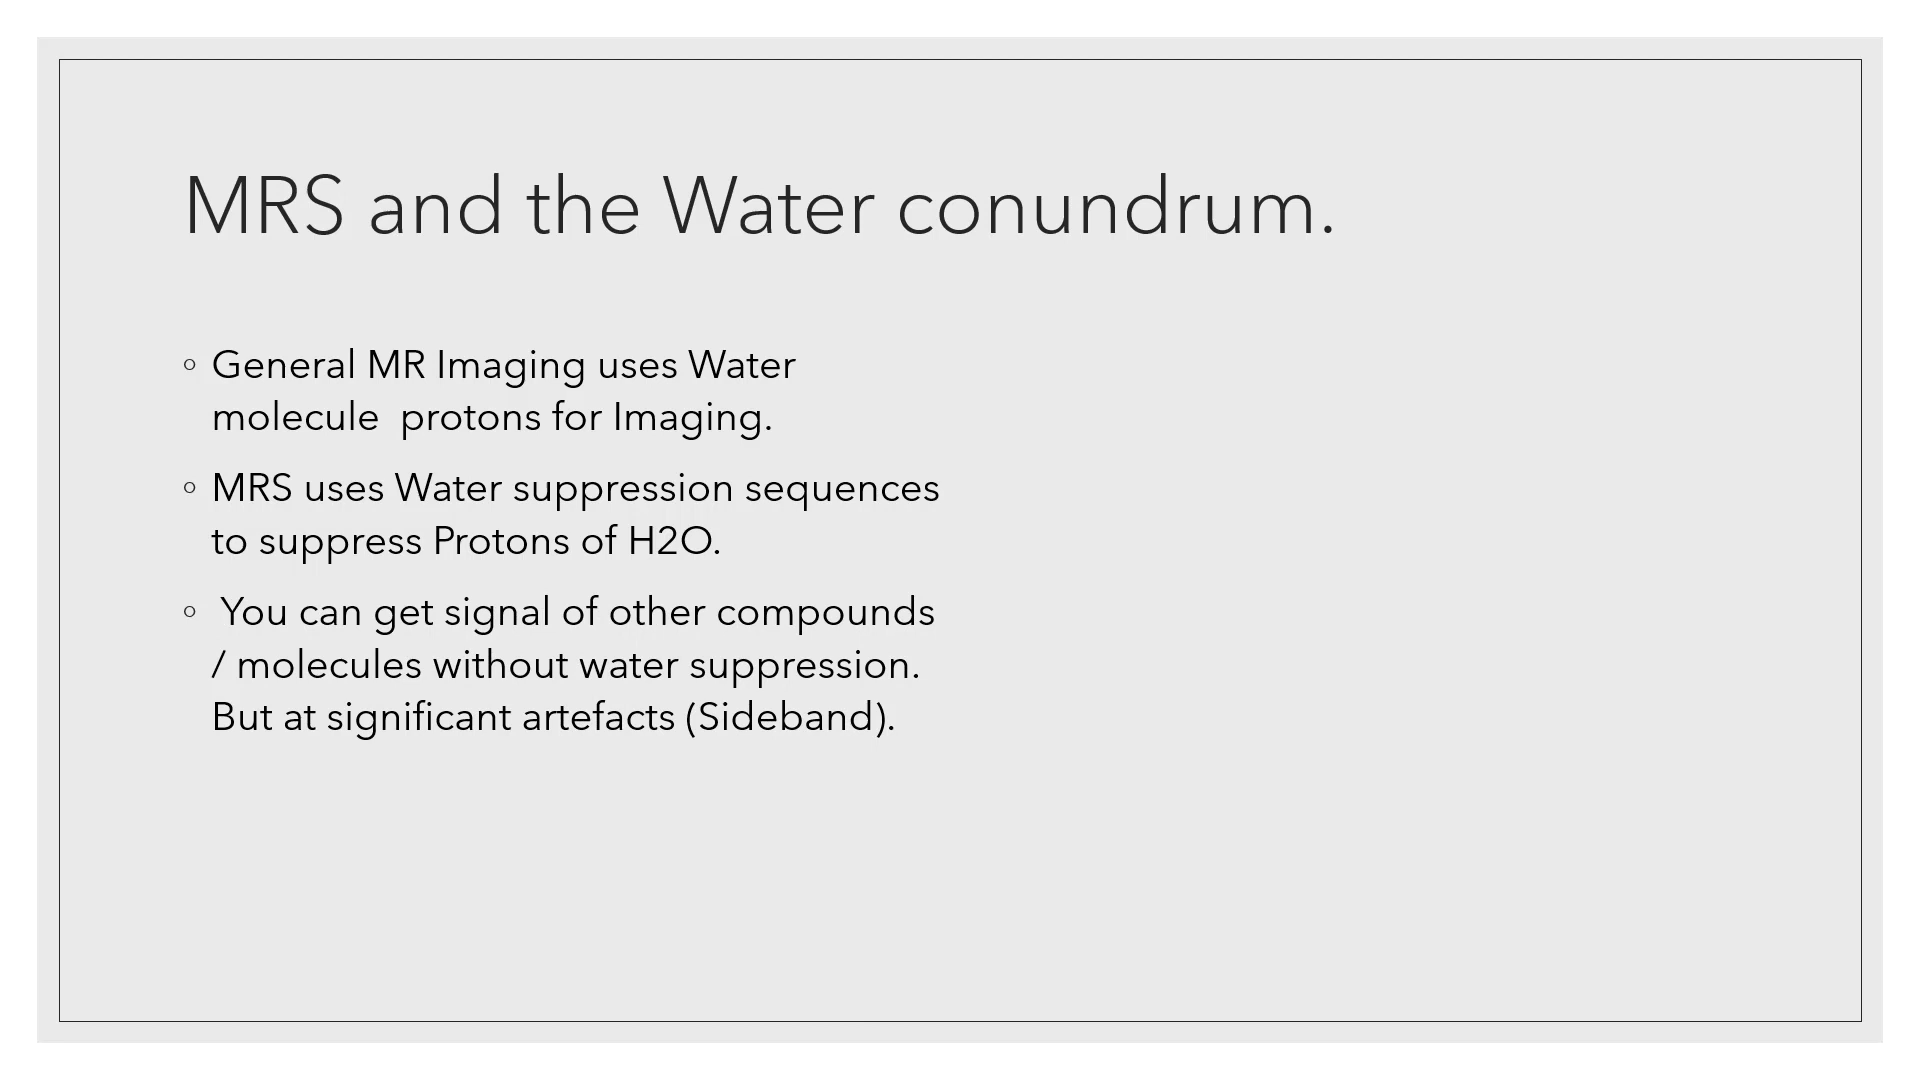 MRS and the Water conundrum.
◦ General MR Imaging uses Water
molecule  protons for Imaging.
◦ MRS uses Water suppression sequences
to suppress Protons of H2O.
◦ You can get signal of other compounds
/ molecules without water suppression.
But at significant artefacts (Sideband).